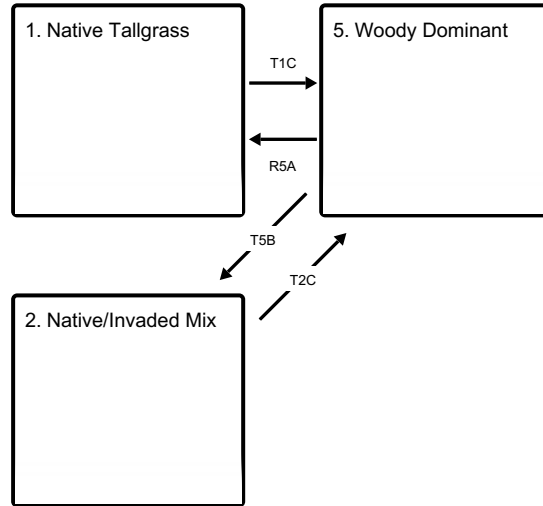 1. Native Tallgrass
5. Woody Dominant
T1C
R5A
T5B
T2C
2. Native/Invaded Mix